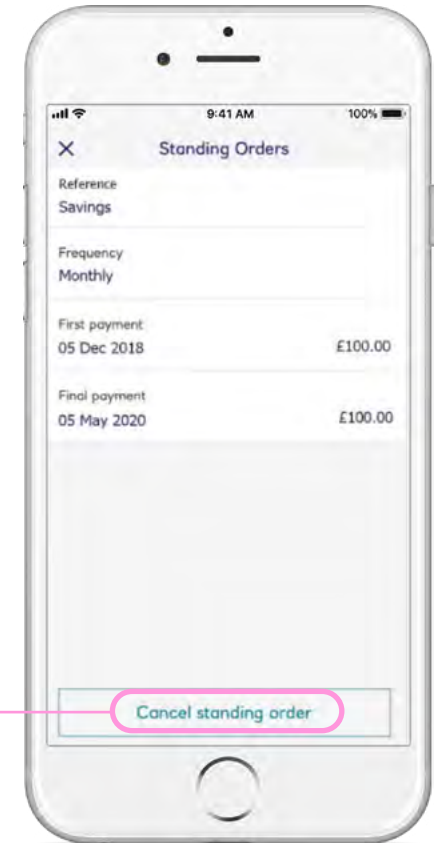 9:41 AM 100%
Standing Orders
Reference
Savings
Frequency
Monthly
First payment
05 Dec 2018 £100.00
Final payment
05 May 2020 £100.00
Cancel standing order